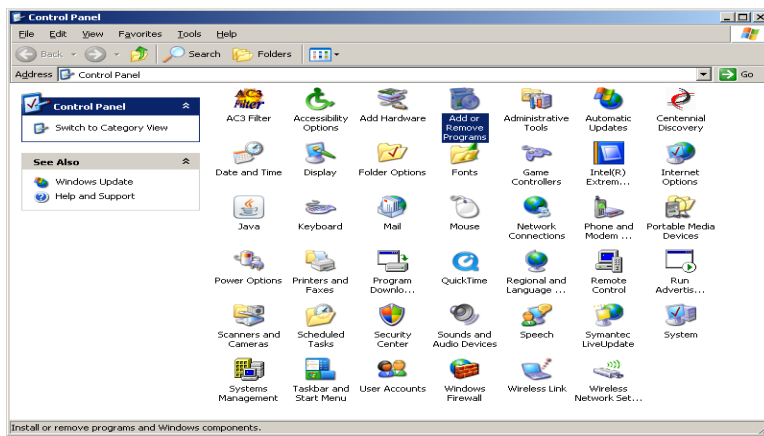 Control Panel
File Edit View Favorites Tools Help
Back Search Folders
Address Control Panel Go
Control Panel
Switch to Category View
See Also
Windows Update
Help and Support
AC3 Filter
AC3 Filter
Accessibility Options
Add Hardware
Add or Remove Programs
Administrative Tools
Automatic Updates
Centennial Discovery
Date and Time
Display
Folder Options
Fonts
Game Controllers
Intel(R) Extrem...
Internet Options
Java
Keyboard
Mail
Mouse
Network Connections
Phone and Modem ...
Portable Media Devices
Power Options
Printers and Faxes
Program Downlo...
QuickTime
Regional and Language ...
Remote Control
Run Advertis...
Scanners and Cameras
Scheduled Tasks
Security Center
Sounds and Audio Devices
Speech
Symantec LiveUpdate
System
Systems Management
Taskbar and Start Menu
User Accounts
Windows Firewall
Wireless Link
Wireless Network Set...
Install or remove programs and Windows components.